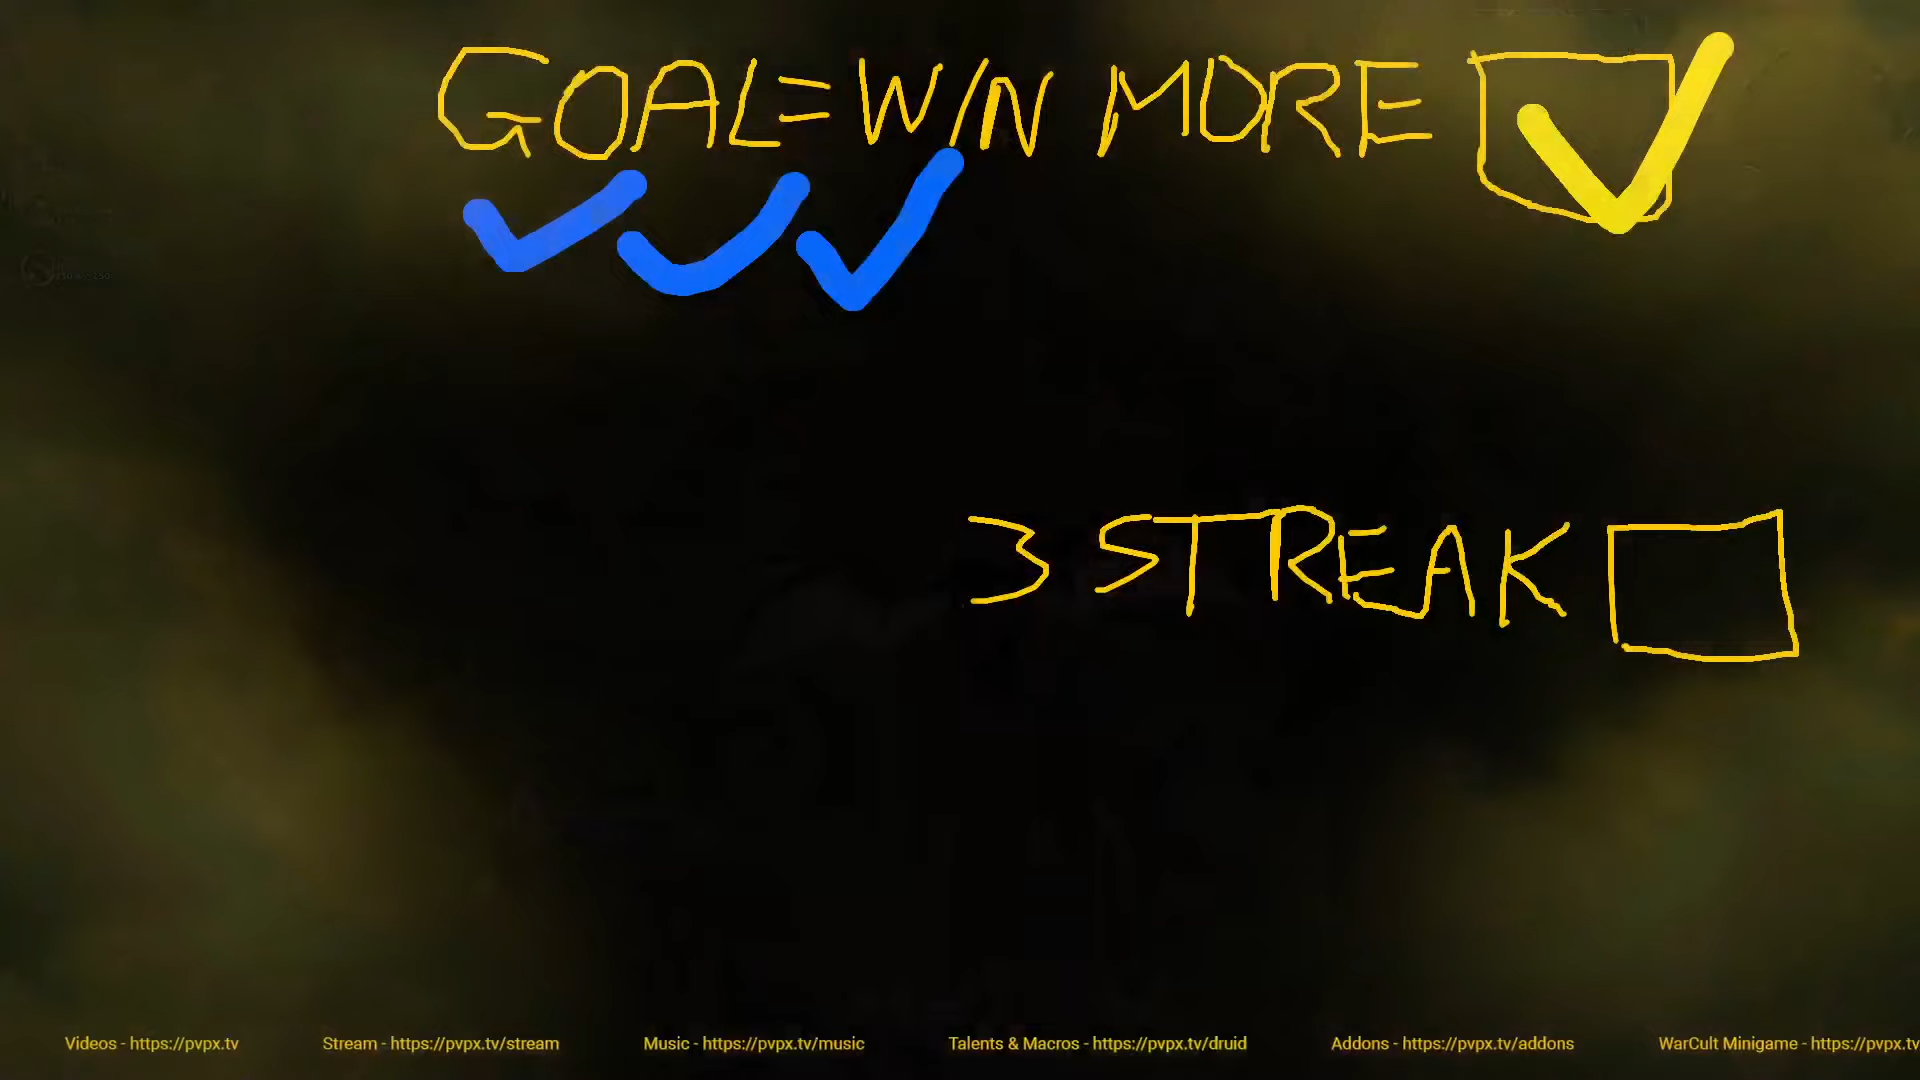 GOAL=WIN MORE
3 STREAK
Videos - https://pvpx.tv Stream - https://pvpx.tv/stream Music - https://pvpx.tv/music Talents & Macros - https://pvpx.tv/druid Addons - https://pvpx.tv/addons WarCult Minigame - https://pvpx.tv